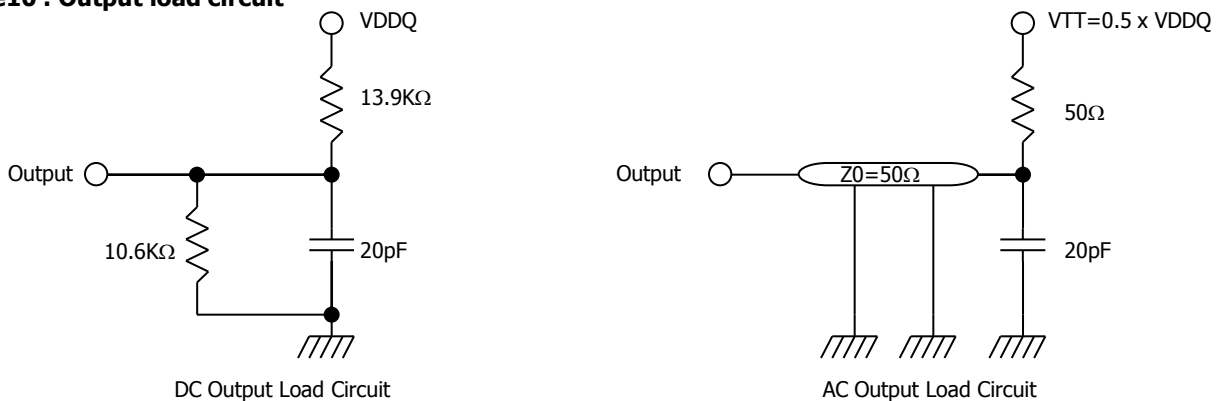 : Output load circuit
VDDQ
13.9KΩ
Output
10.6KΩ
20pF
DC Output Load Circuit
VTT=0.5 x VDDQ
50Ω
Output
Z0=50Ω
20pF
AC Output Load Circuit